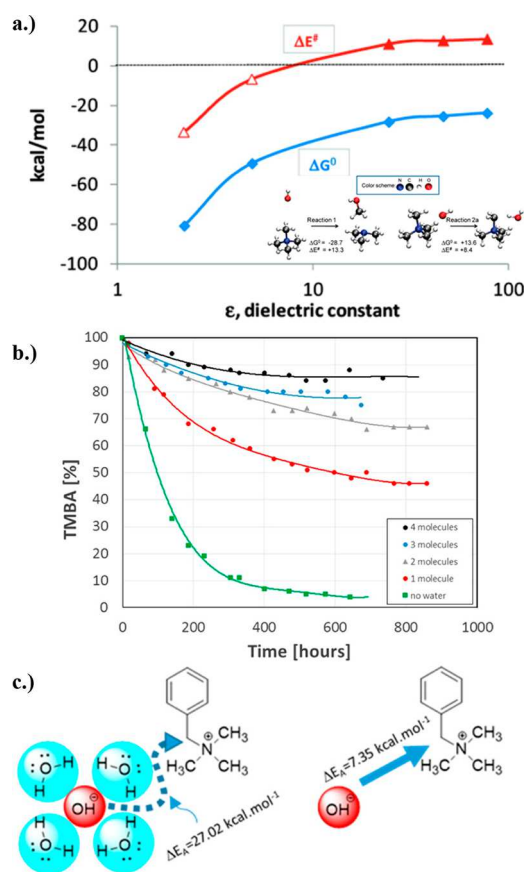 a.)
20
0
-20
-40
-60
-80
-100
kcal/mol
ΔE#
ΔG0
Color scheme:
N C H O
Reaction 1
ΔG0 = -28.7
ΔE# = +13.3
Reaction 2a
ΔG0 = +13.6
ΔE# = +8.4
1
10
100
ε, dielectric constant
b.)
100
90
80
70
60
50
40
30
20
10
0
TMBA [%]
4 molecules
3 molecules
2 molecules
1 molecule
no water
0 200 400 600 800 1000
Time [hours]
c.)
H O H
H O H
OH⊖
H O H
H O H
N⊕
H3C CH3
CH3
ΔEA=27.02 kcal.mol-1
OH⊖
ΔEA=7.35 kcal.mol-1
N⊕
H3C CH3
CH3